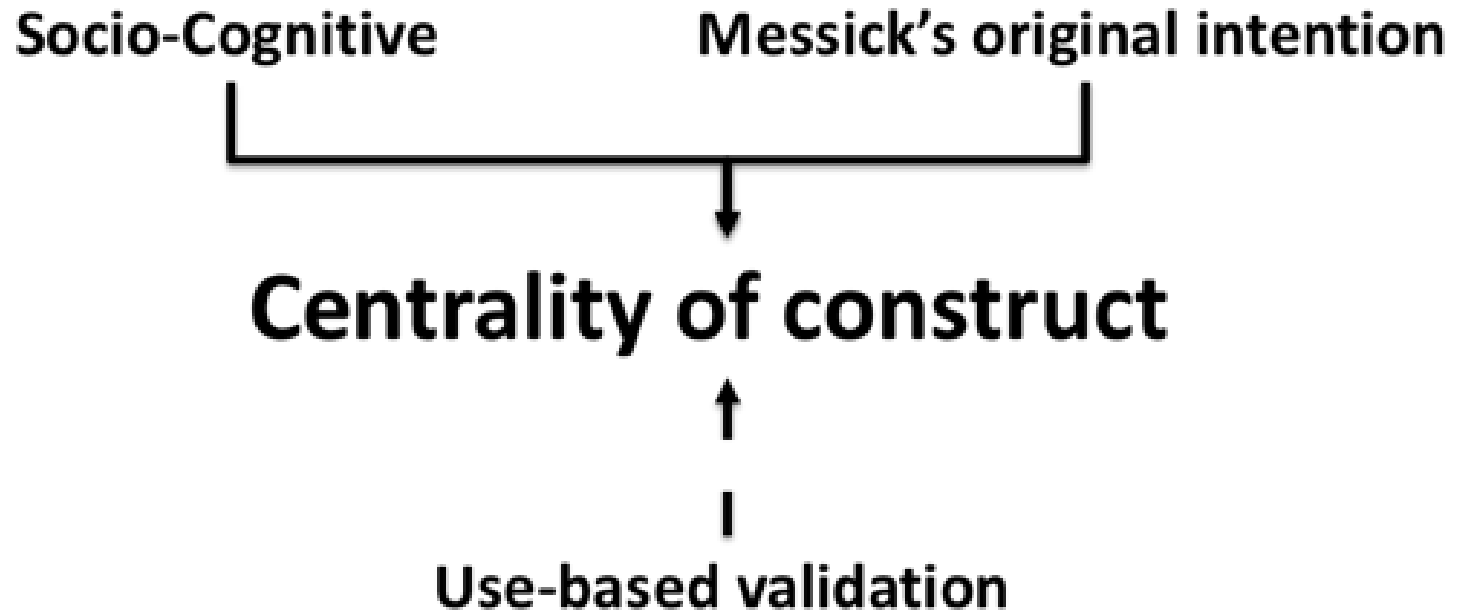 Socio-Cognitive
Messick's original intention
Centrality of construct
Use-based validation